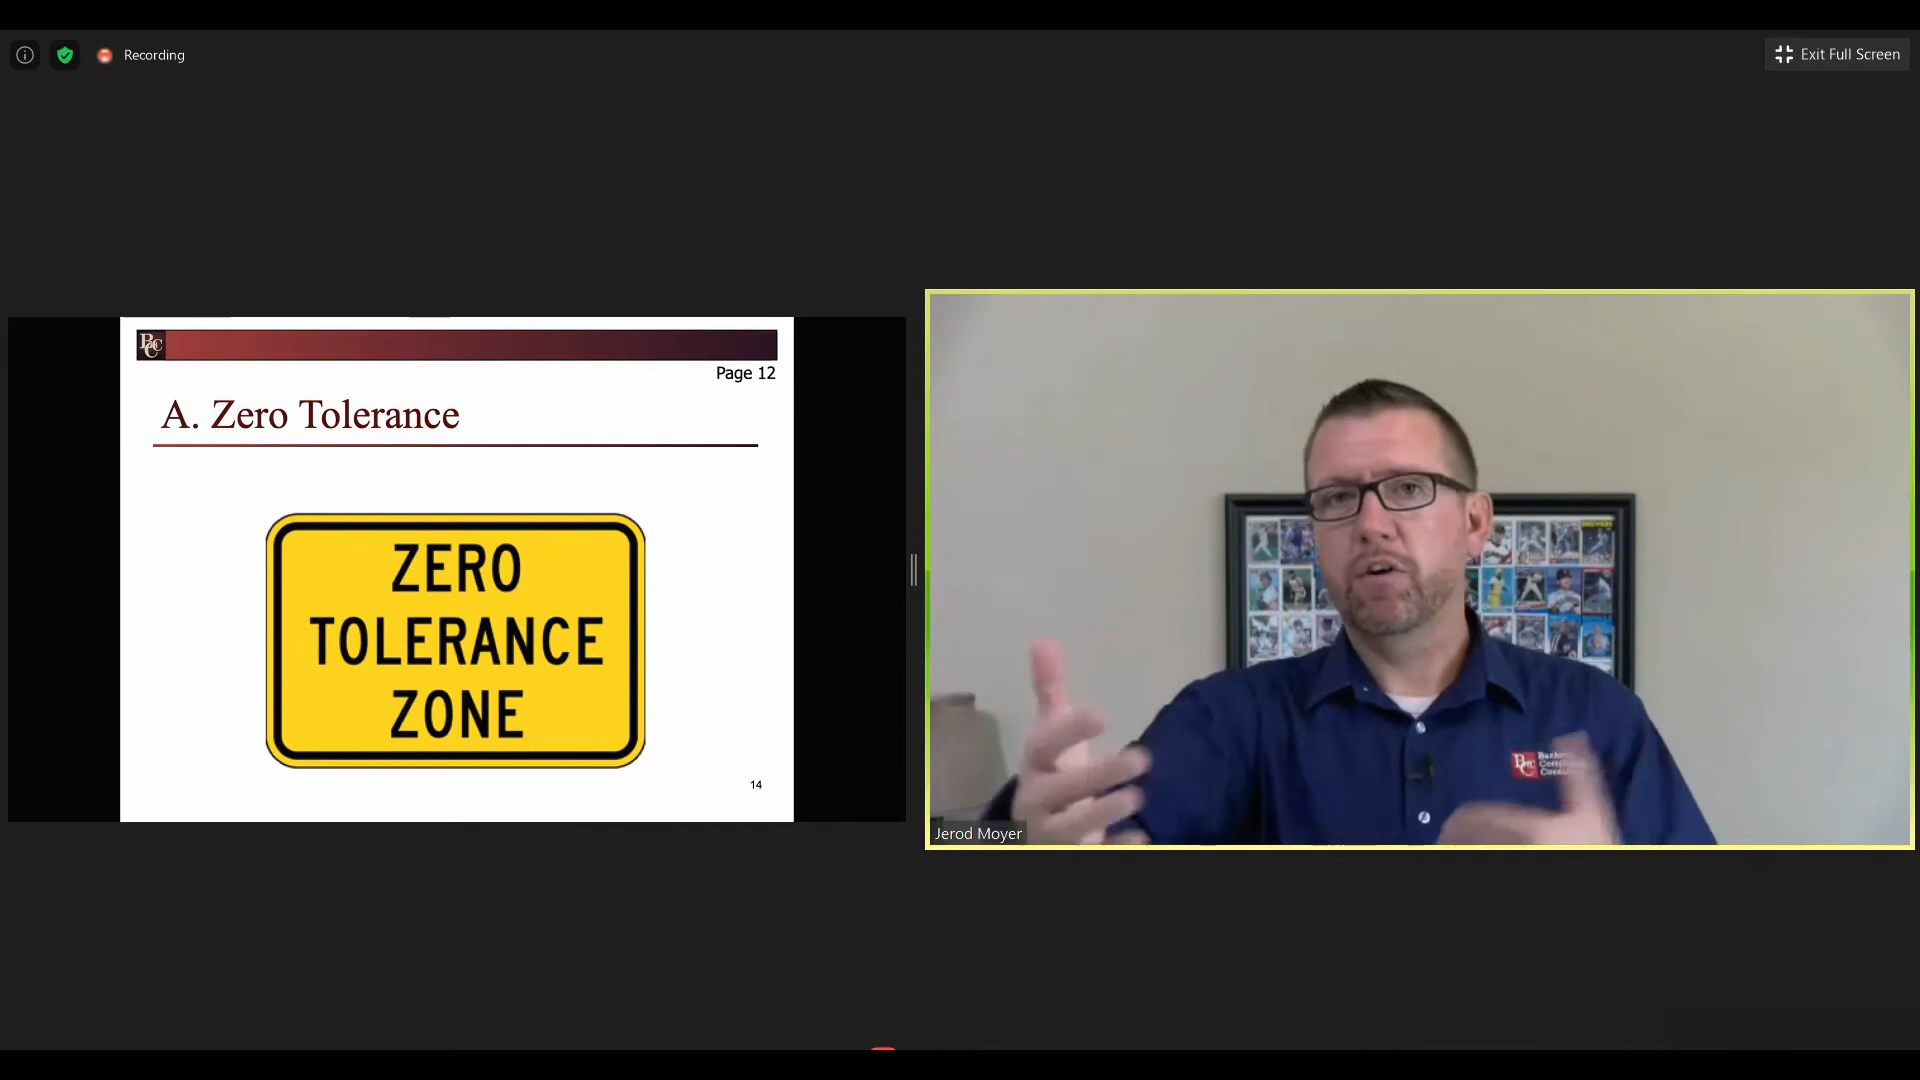 Recording
Exit Full Screen
Page 12
A. Zero Tolerance
ZERO
TOLERANCE
ZONE
14
Jerod Moyer